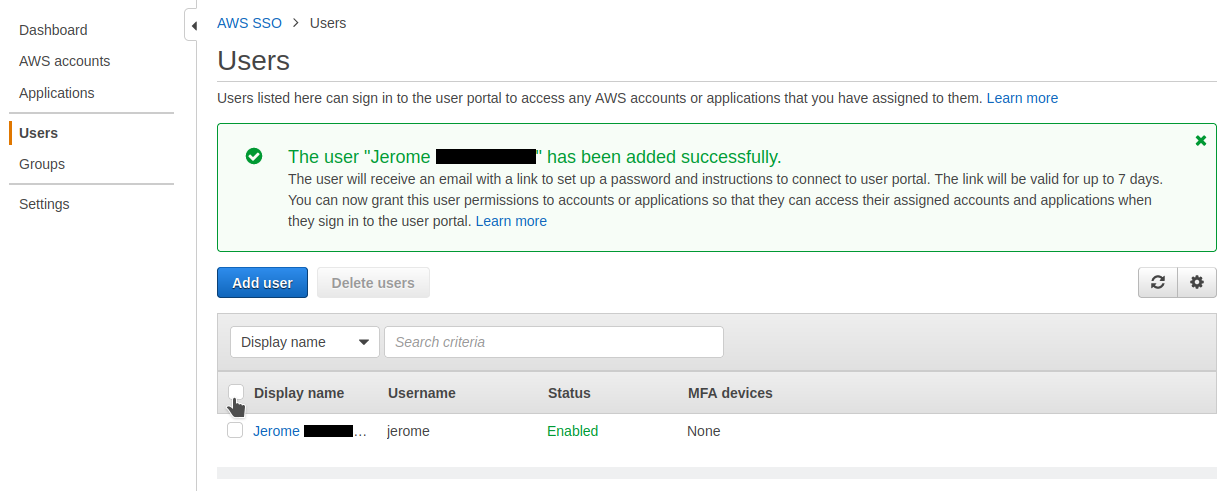 Dashboard
AWS accounts
Applications
Users
Groups
Settings
AWS SSO > Users
Users
Users listed here can sign in to the user portal to access any AWS accounts or applications that you have assigned to them. Learn more
The user "Jerome " has been added successfully.
The user will receive an email with a link to set up a password and instructions to connect to user portal. The link will be valid for up to 7 days.
You can now grant this user permissions to accounts or applications so that they can access their assigned accounts and applications when
they sign in to the user portal. Learn more
Add user Delete users
Display name Search criteria
Display name Username Status MFA devices
Jerome ... jerome Enabled None